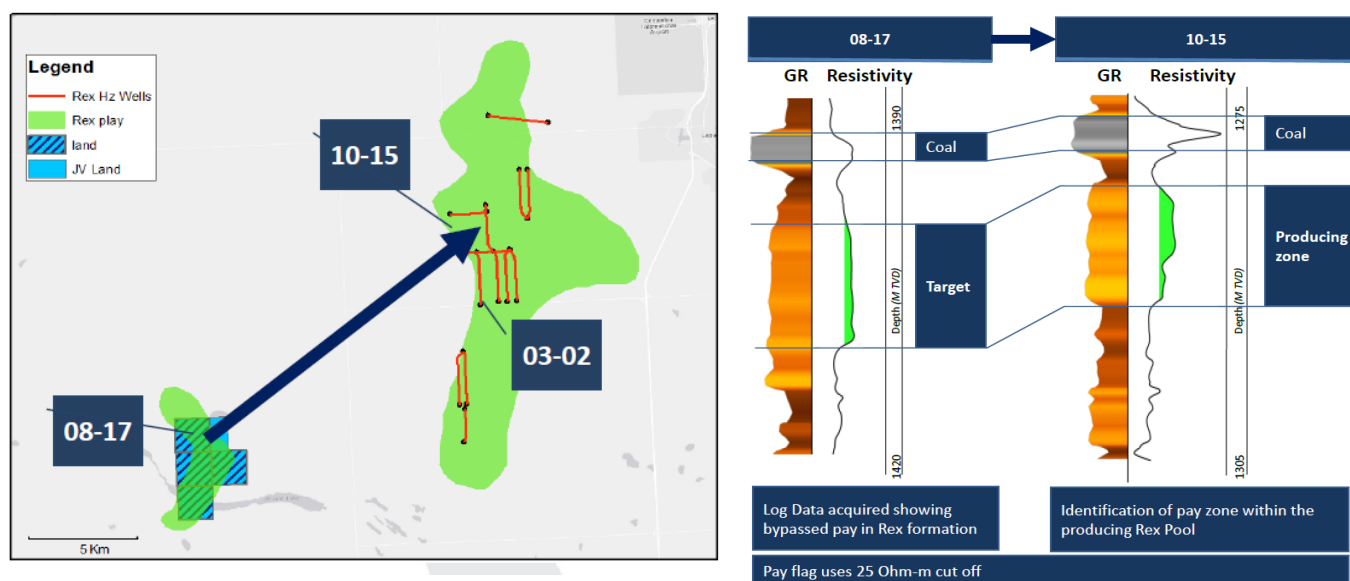 Legend
Rex Hz Wells
Rex play
land
JV Land
10-15
03-02
08-17
5 Km
08-17
10-15
GR Resistivity
GR Resistivity
1390
1275
Coal
Coal
Target
Producing
zone
Depth (M TVD)
Depth (M TVD)
1420
1305
Log Data acquired showing
bypassed pay in Rex formation
Identification of pay zone within the
producing Rex Pool
Pay flag uses 25 Ohm-m cut off